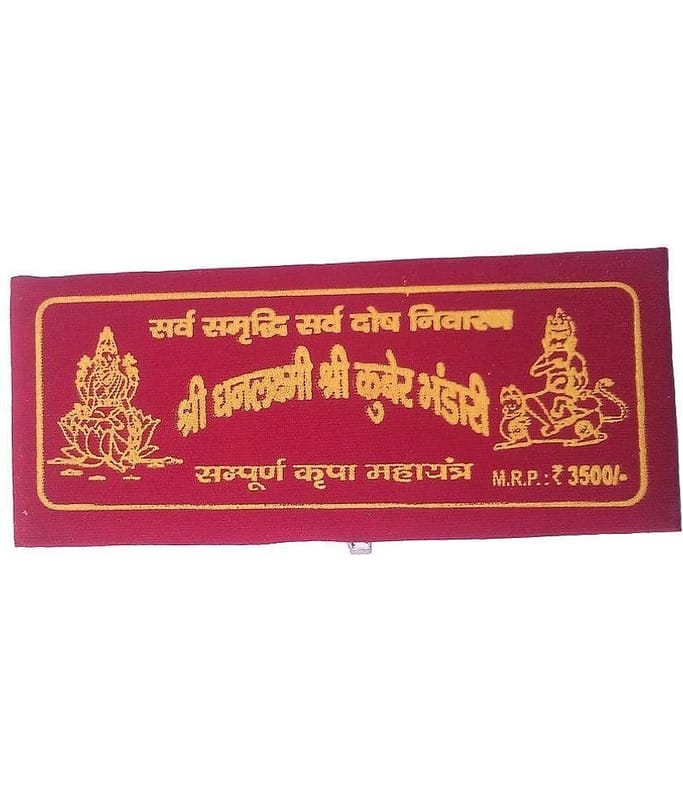 सर्व समृद्धि सर्व दोष निवारण
श्री धनलक्ष्मी श्री कुबेर भंडारी
सम्पूर्ण कृपा महायंत्र M.R.P.: ₹ 3500/-